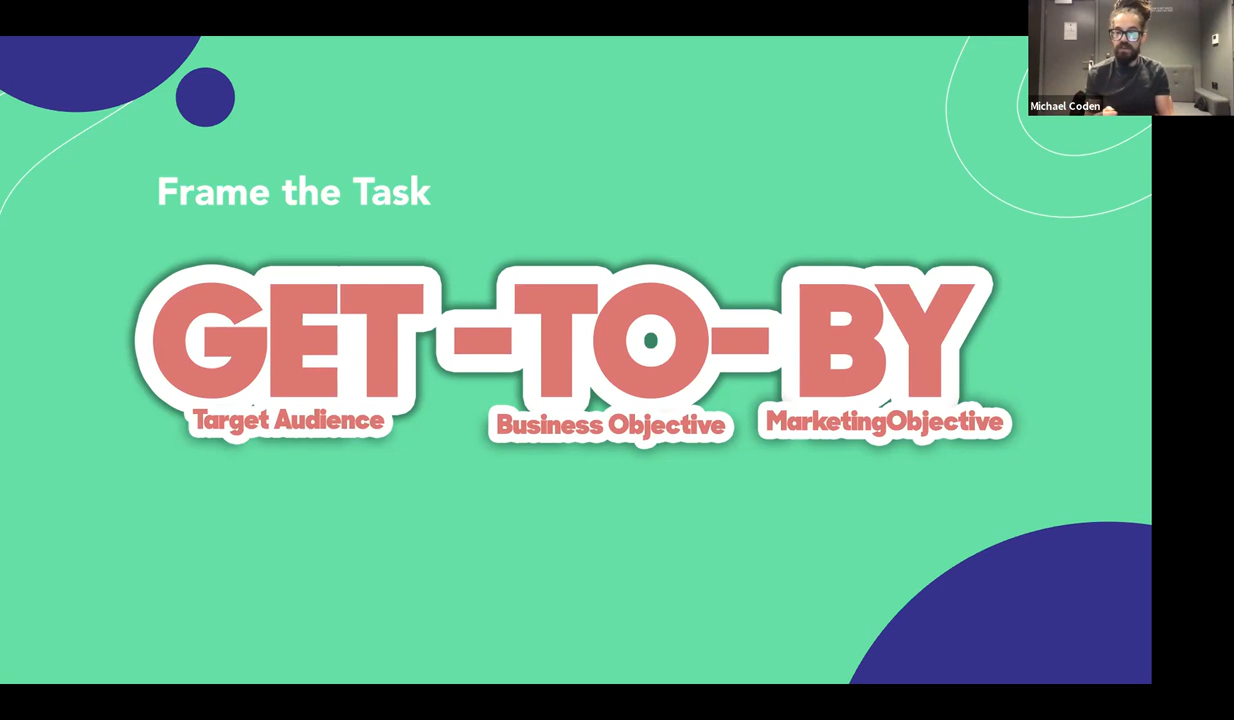 Michael Coden
Frame the Task
GET -TO- BY
Target Audience
Business Objective
MarketingObjective